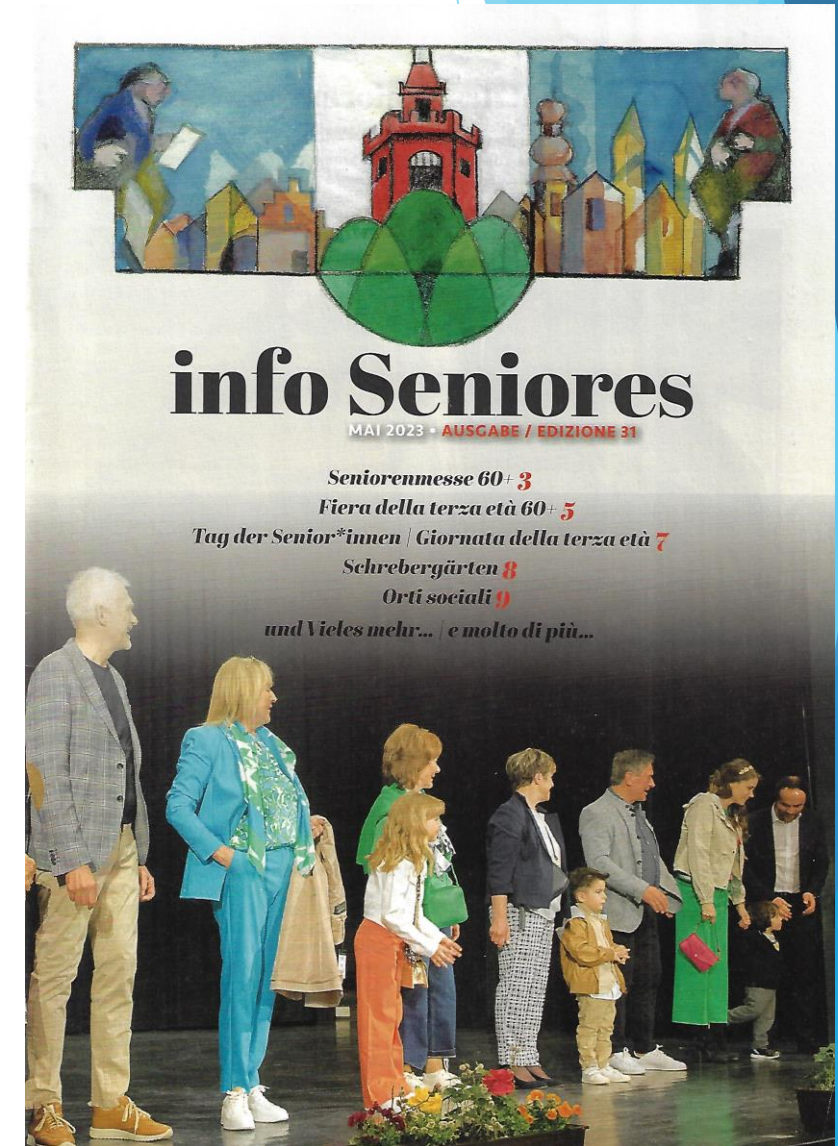 info Seniores
MAI 2023 • AUSGABE / EDIZIONE 31
Seniorenmesse 60+ 3
Fiera della terza età 60+ 5
Tag der Senior*innen | Giornata della terza età 7
Schrebergärten 8
Orti sociali 9
und Vieles mehr... | e molto di più...